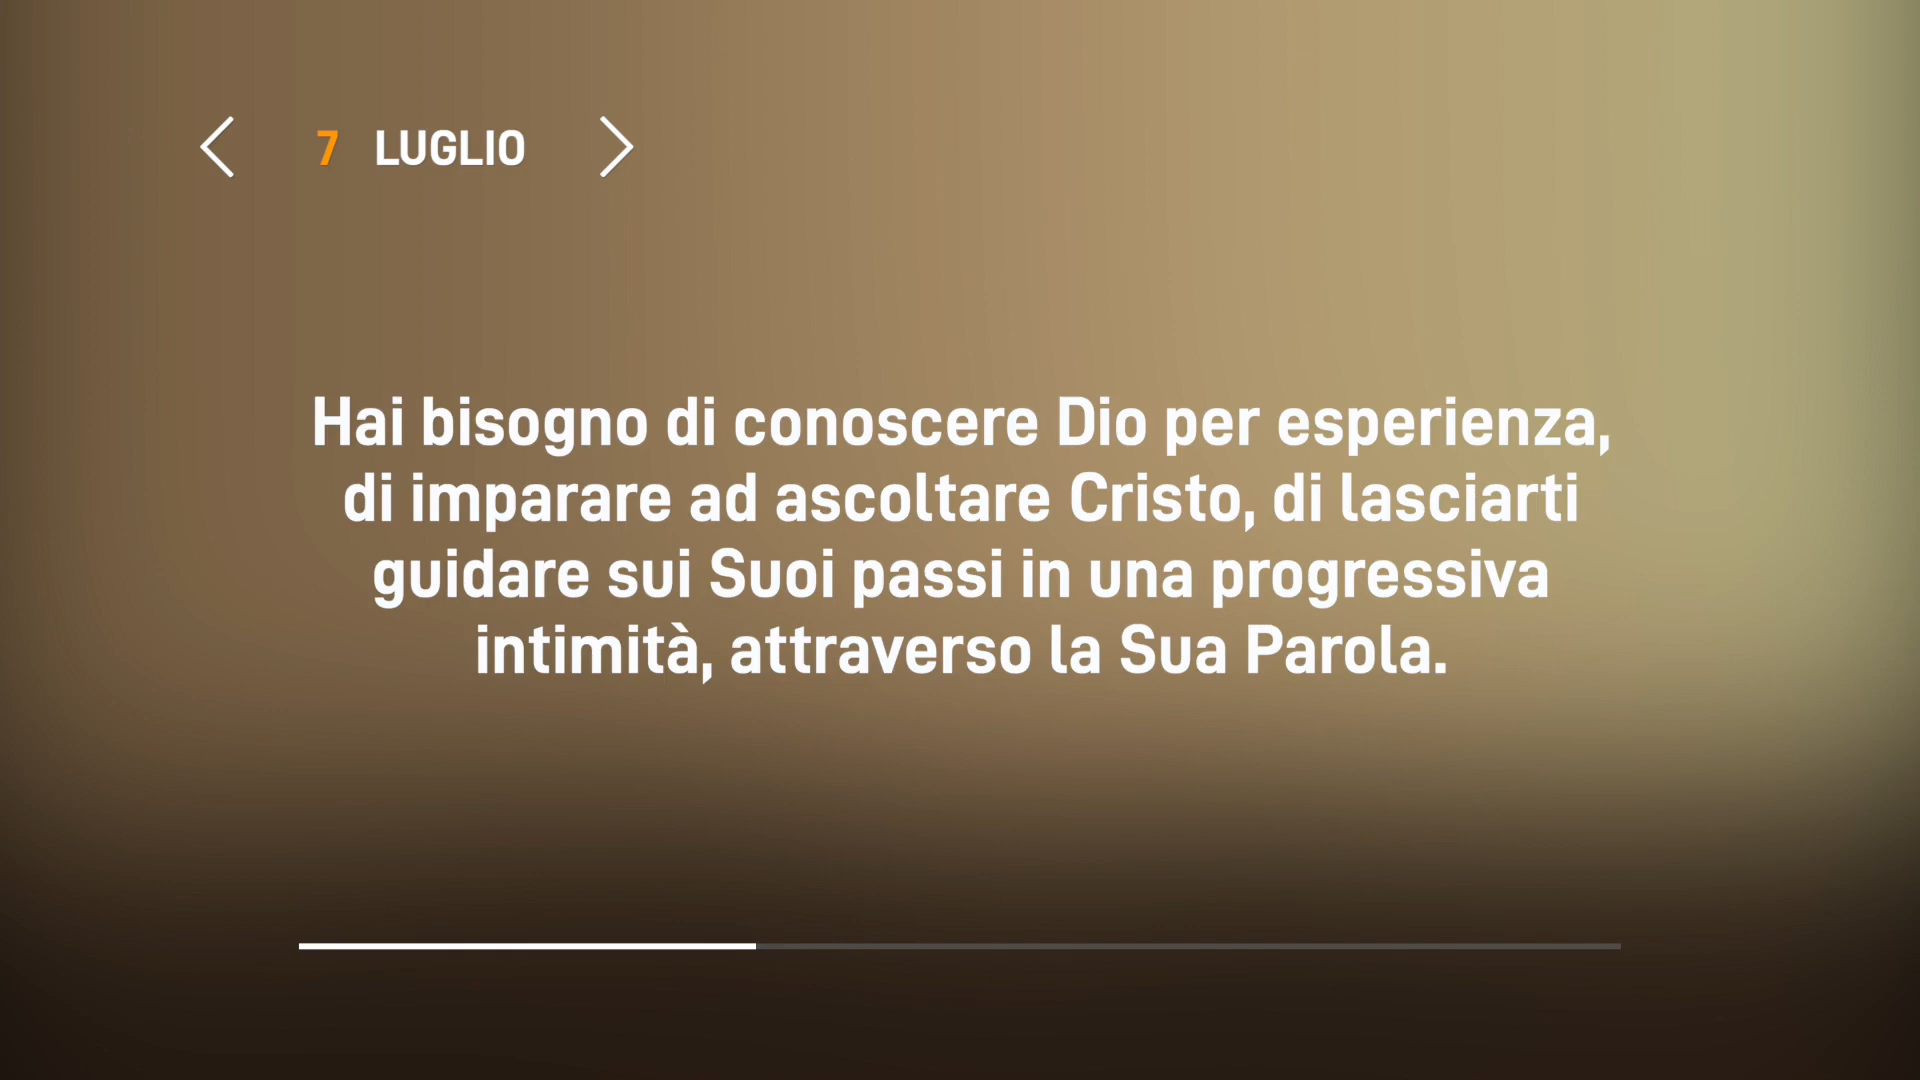 7 LUGLIO
Hai bisogno di conoscere Dio per esperienza,
di imparare ad ascoltare Cristo, di lasciarti
guidare sui Suoi passi in una progressiva
intimità, attraverso la Sua Parola.